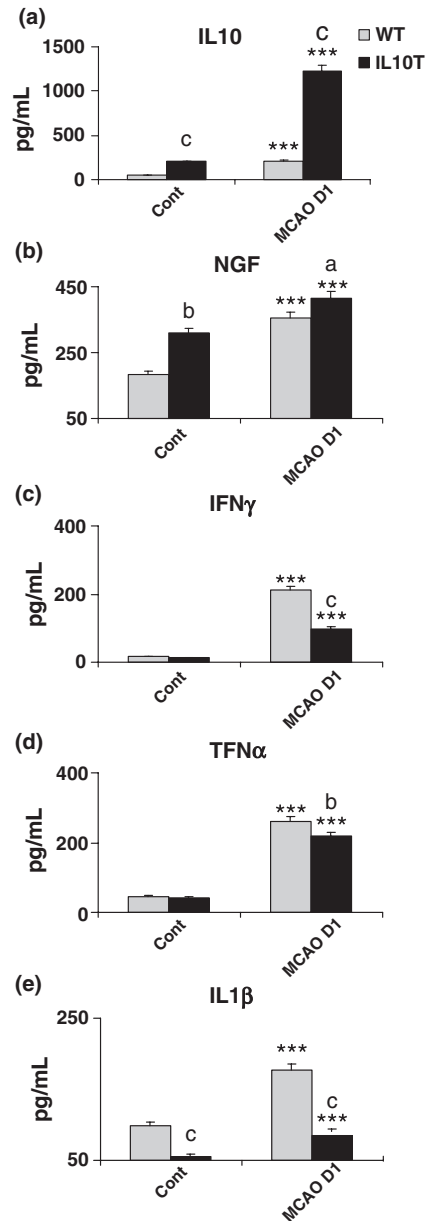 (a)
IL10
WT
IL10T
1500
1000
500
0
pg/mL
c
***
C
***
Cont
MCAO D1
(b)
NGF
450
250
50
pg/mL
b
***
a
***
Cont
MCAO D1
(c)
IFNγ
400
200
0
pg/mL
***
c
***
Cont
MCAO D1
(d)
TFNα
400
200
0
pg/mL
***
b
***
Cont
MCAO D1
(e)
IL1β
250
50
pg/mL
c
***
c
***
Cont
MCAO D1